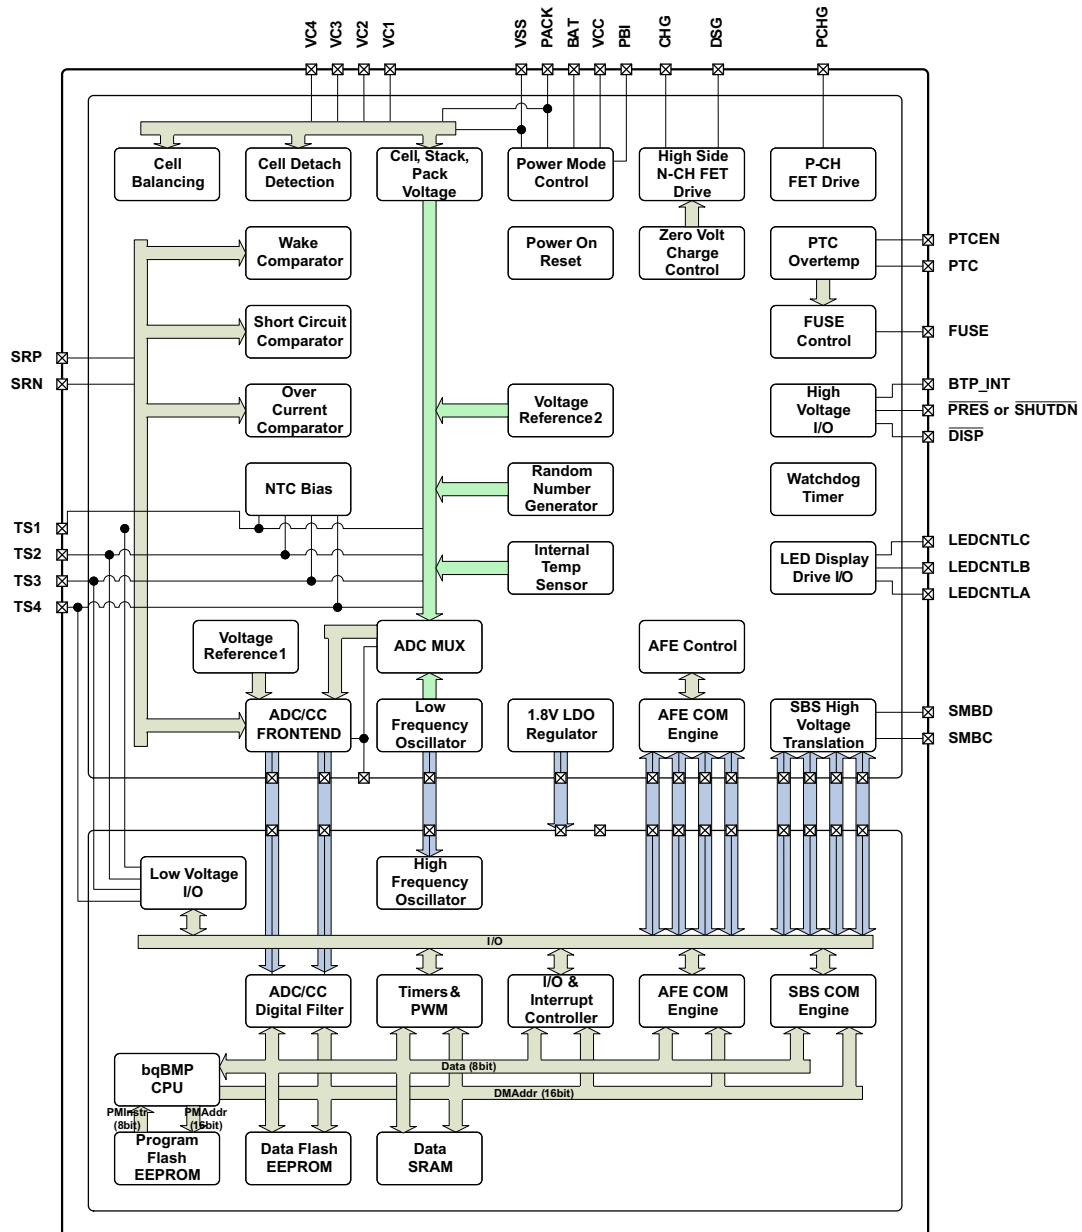 VC4
VC3
VC2
VC1
VSS
PACK
BAT
VCC
PBI
CHG
DSG
PCHG
Cell
Balancing
Cell Detach
Detection
Cell, Stack,
Pack
Voltage
Power Mode
Control
High Side
N-CH FET
Drive
P-CH
FET Drive
Wake
Comparator
Power On
Reset
Zero Volt
Charge
Control
PTC
Overtemp
PTCEN
PTC
Short Circuit
Comparator
FUSE
Control
FUSE
SRP
SRN
Over
Current
Comparator
Voltage
Reference2
High
Voltage
I/O
BTP_INT
PRES or SHUTDN
DISP
NTC Bias
Random
Number
Generator
Watchdog
Timer
TS1
TS2
TS3
TS4
Internal
Temp
Sensor
LED Display
Drive I/O
LEDCNTLC
LEDCNTLB
LEDCNTLA
Voltage
Reference1
ADC MUX
AFE Control
ADC/CC
FRONTEND
Low
Frequency
Oscillator
1.8V LDO
Regulator
AFE COM
Engine
SBS High
Voltage
Translation
SMBD
SMBC
Low Voltage
I/O
High
Frequency
Oscillator
I/O
ADC/CC
Digital Filter
Timers &
PWM
I/O &
Interrupt
Controller
AFE COM
Engine
SBS COM
Engine
bqBMP
CPU
Data (8bit)
DMAddr (16bit)
PMInstr
(8bit)
PMAddr
(16bit)
Program
Flash
EEPROM
Data Flash
EEPROM
Data
SRAM